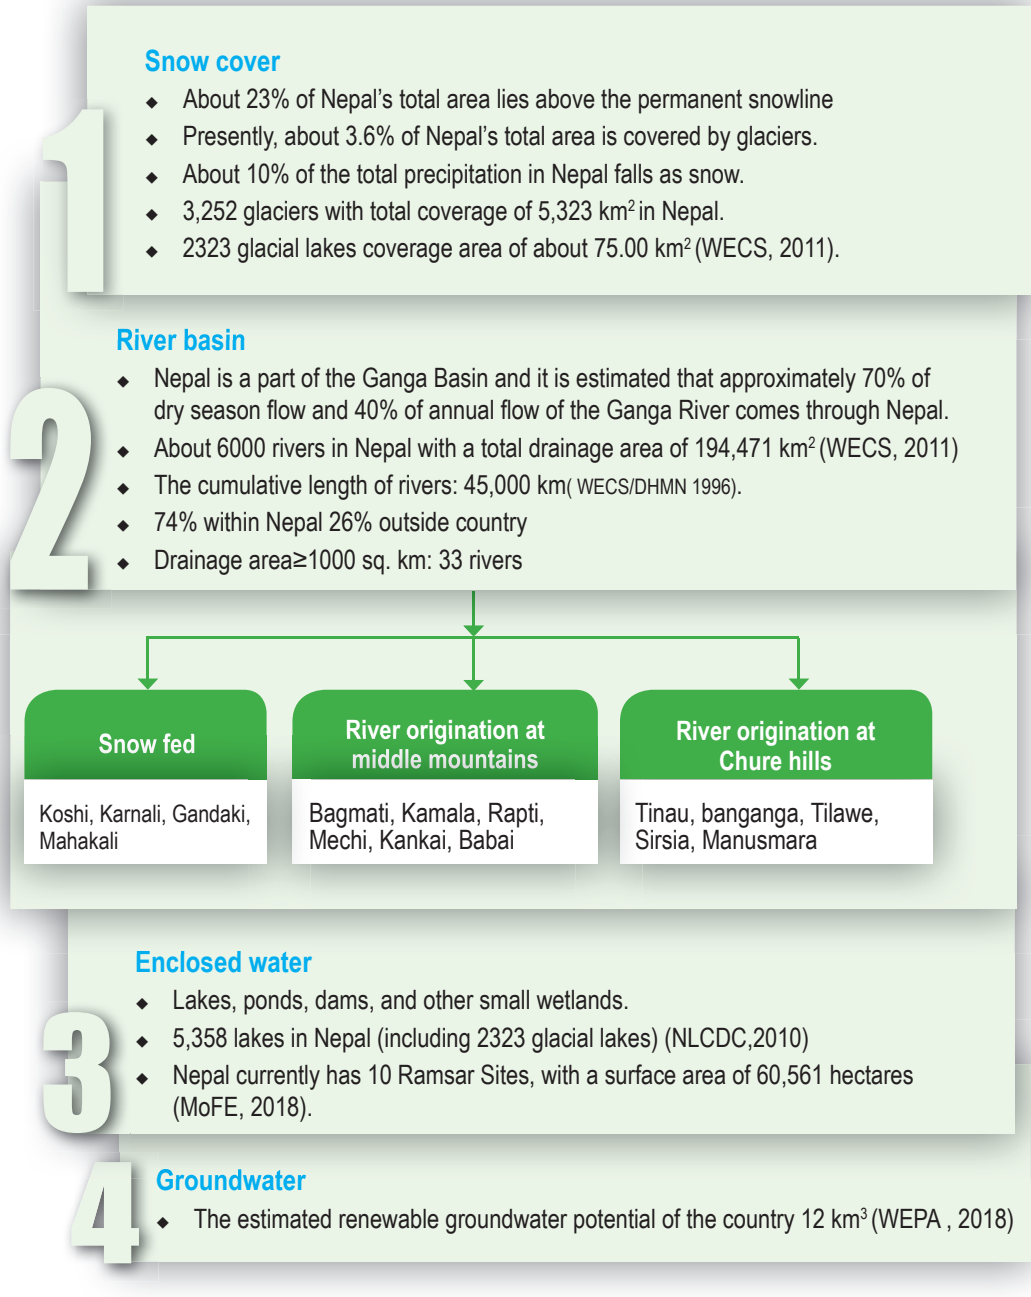 1
Snow cover
◆ About 23% of Nepal's total area lies above the permanent snowline
◆ Presently, about 3.6% of Nepal's total area is covered by glaciers.
◆ About 10% of the total precipitation in Nepal falls as snow.
◆ 3,252 glaciers with total coverage of 5,323 km² in Nepal.
◆ 2323 glacial lakes coverage area of about 75.00 km² (WECS, 2011).
2
River basin
◆ Nepal is a part of the Ganga Basin and it is estimated that approximately 70% of
dry season flow and 40% of annual flow of the Ganga River comes through Nepal.
◆ About 6000 rivers in Nepal with a total drainage area of 194,471 km² (WECS, 2011)
◆ The cumulative length of rivers: 45,000 km( WECS/DHMN 1996).
◆ 74% within Nepal 26% outside country
◆ Drainage area≥1000 sq. km: 33 rivers
Snow fed
Koshi, Karnali, Gandaki,
Mahakali
River origination at
middle mountains
Bagmati, Kamala, Rapti,
Mechi, Kankai, Babai
River origination at
Chure hills
Tinau, banganga, Tilawe,
Sirsia, Manusmara
3
Enclosed water
◆ Lakes, ponds, dams, and other small wetlands.
◆ 5,358 lakes in Nepal (including 2323 glacial lakes) (NLCDC,2010)
◆ Nepal currently has 10 Ramsar Sites, with a surface area of 60,561 hectares
(MoFE, 2018).
4
Groundwater
◆ The estimated renewable groundwater potential of the country 12 km³ (WEPA , 2018)